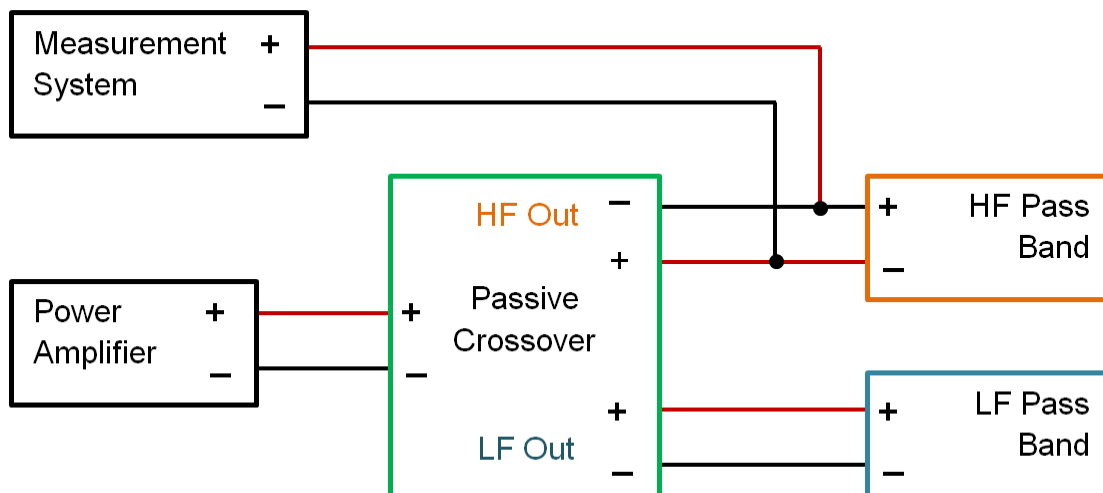 Measurement +
System −
HF Out −
+
HF Pass
Band
+
−
Passive
Crossover
Power
Amplifier
+
−
+
−
LF Out
+
−
LF Pass
Band
+
−